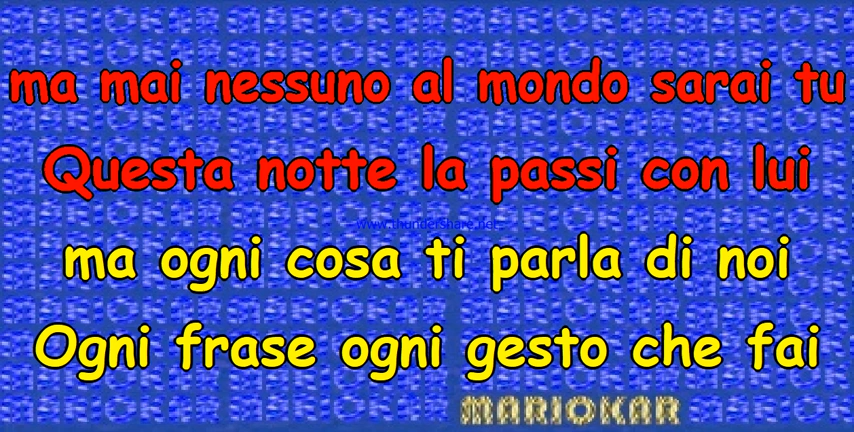 ma mai nessuno al mondo sarai tu
Questa notte la passi con lui
www.thundershare.net
ma ogni cosa ti parla di noi
Ogni frase ogni gesto che fai
MARIOKAR